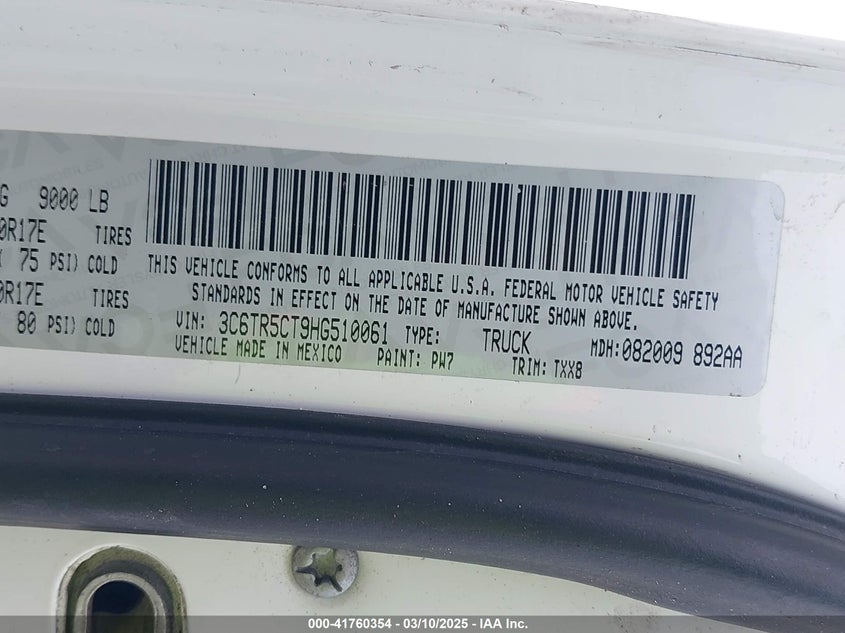 G 9000 LB
0R17E TIRES
75 PSI) COLD
0R17E TIRES
80 PSI) COLD
THIS VEHICLE CONFORMS TO ALL APPLICABLE U.S.A. FEDERAL MOTOR VEHICLE SAFETY
STANDARDS IN EFFECT ON THE DATE OF MANUFACTURE SHOWN ABOVE.
VIN: 3C6TR5CT9HG510061 TYPE: TRUCK MDH:082009 892AA
VEHICLE MADE IN MEXICO PAINT: PW7 TRIM: TXX8
000-41760354 - 03/10/2025 - IAA Inc.